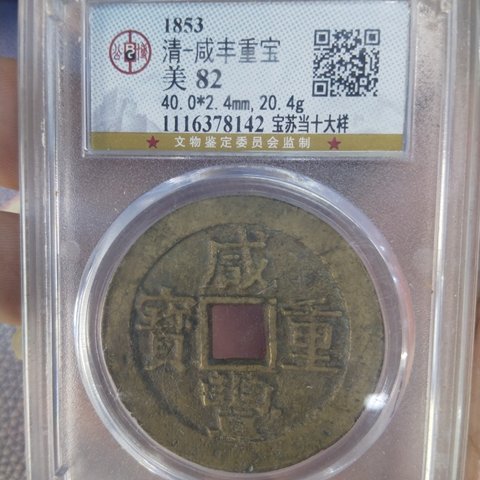 1853
清-咸丰重宝
美 82
40.0*2.4mm,20.4g
1116378142 宝苏当十大样
★ 文物鉴定委员会监制 ★
咸
寶 重
豐